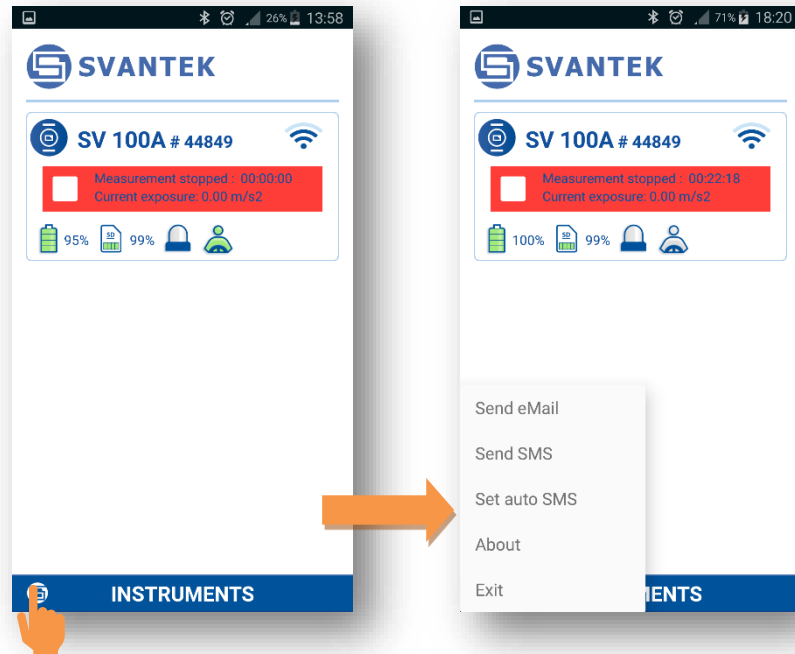 26% 13:58
SVANTEK
SV 100A # 44849
Measurement stopped : 00:00:00
Current exposure: 0.00 m/s2
95% SD 99%
INSTRUMENTS
71% 18:20
SVANTEK
SV 100A # 44849
Measurement stopped : 00:22:18
Current exposure: 0.00 m/s2
100% SD 99%
Send eMail
Send SMS
Set auto SMS
About
Exit
ENTS